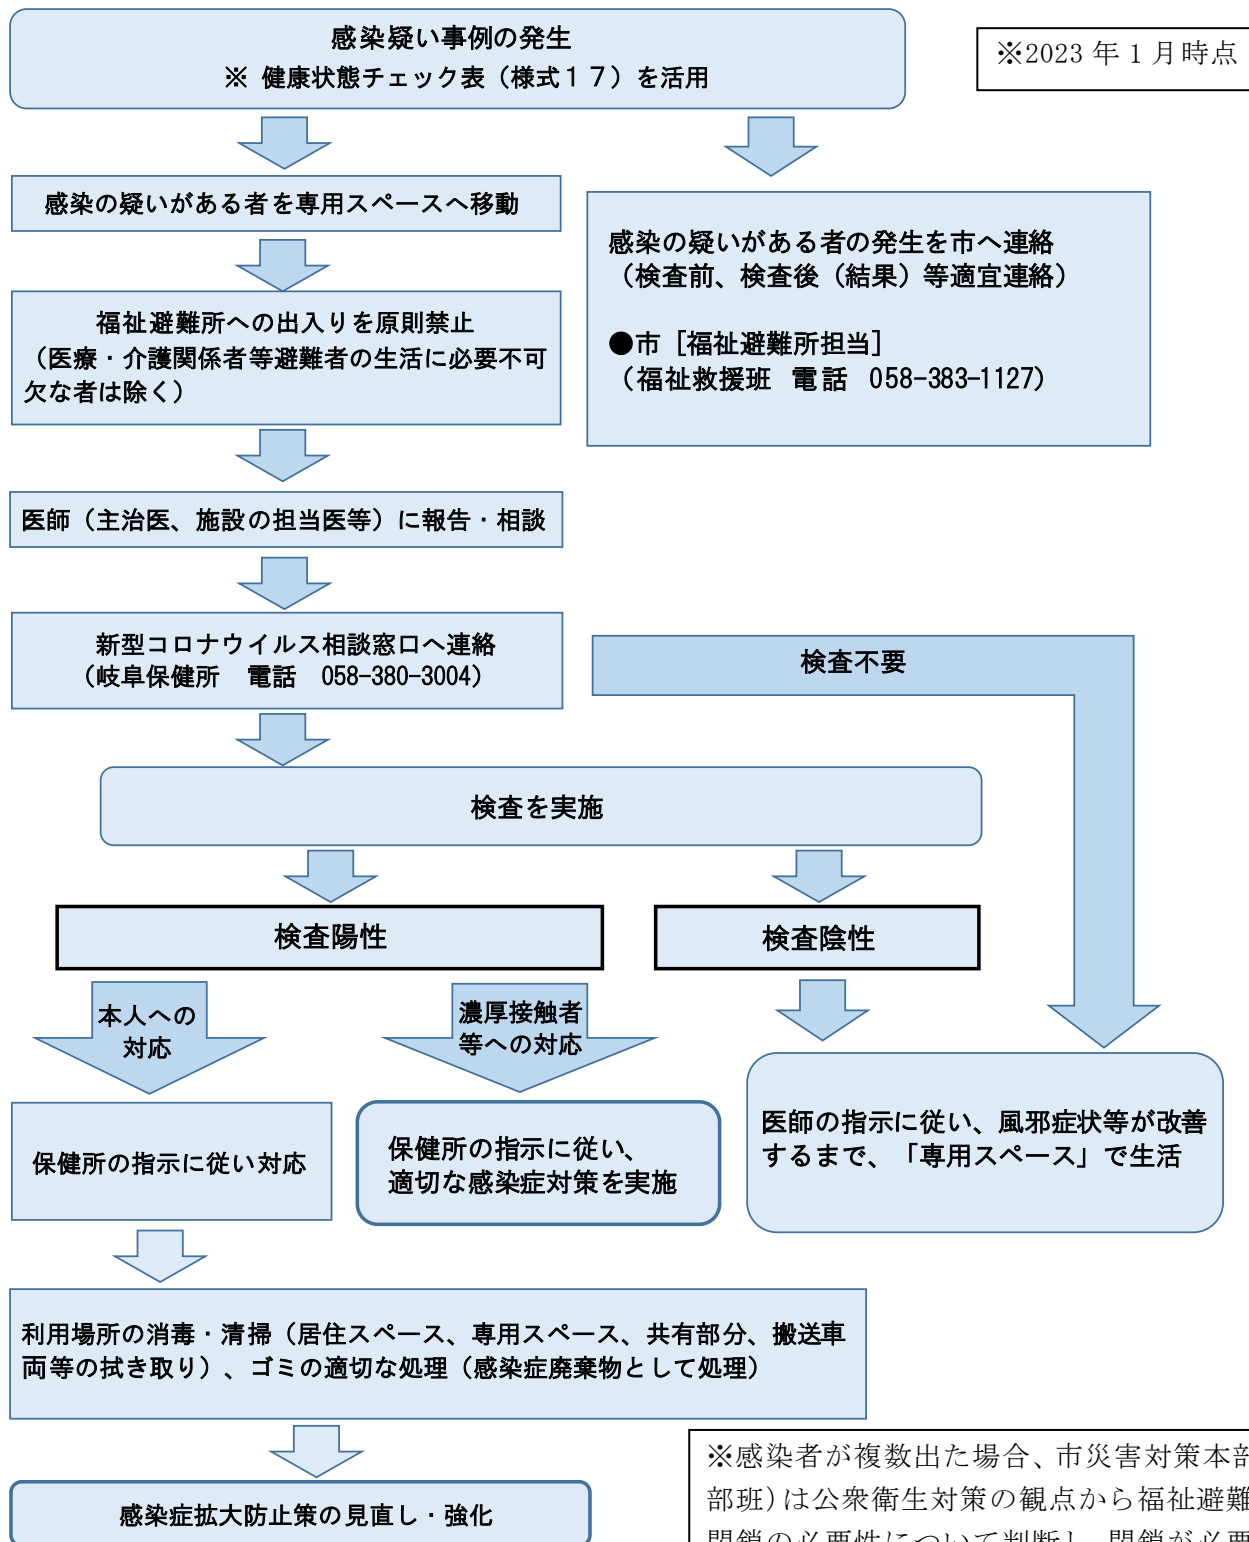 感染疑い事例の発生
※ 健康状態チェック表（様式１７）を活用
※2023 年 1 月時点
感染の疑いがある者を専用スペースへ移動
感染の疑いがある者の発生を市へ連絡
（検査前、検査後（結果）等適宜連絡）
●市［福祉避難所担当］
（福祉救援班 電話 058-383-1127）
福祉避難所への出入りを原則禁止
（医療・介護関係者等避難者の生活に必要不可
欠な者は除く）
医師（主治医、施設の担当医等）に報告・相談
新型コロナウイルス相談窓口へ連絡
（岐阜保健所 電話 058-380-3004）
検査不要
検査を実施
検査陽性
検査陰性
本人への
対応
濃厚接触者
等への対応
保健所の指示に従い対応
保健所の指示に従い、
適切な感染症対策を実施
医師の指示に従い、風邪症状等が改善
するまで、「専用スペース」で生活
利用場所の消毒・清掃（居住スペース、専用スペース、共有部分、搬送車
両等の拭き取り）、ゴミの適切な処理（感染症廃棄物として処理）
感染症拡大防止策の見直し・強化
※感染者が複数出た場合、市災害対策本部
部班）は公衆衛生対策の観点から福祉避難
閉鎖の必要性について判断し、閉鎖が必要